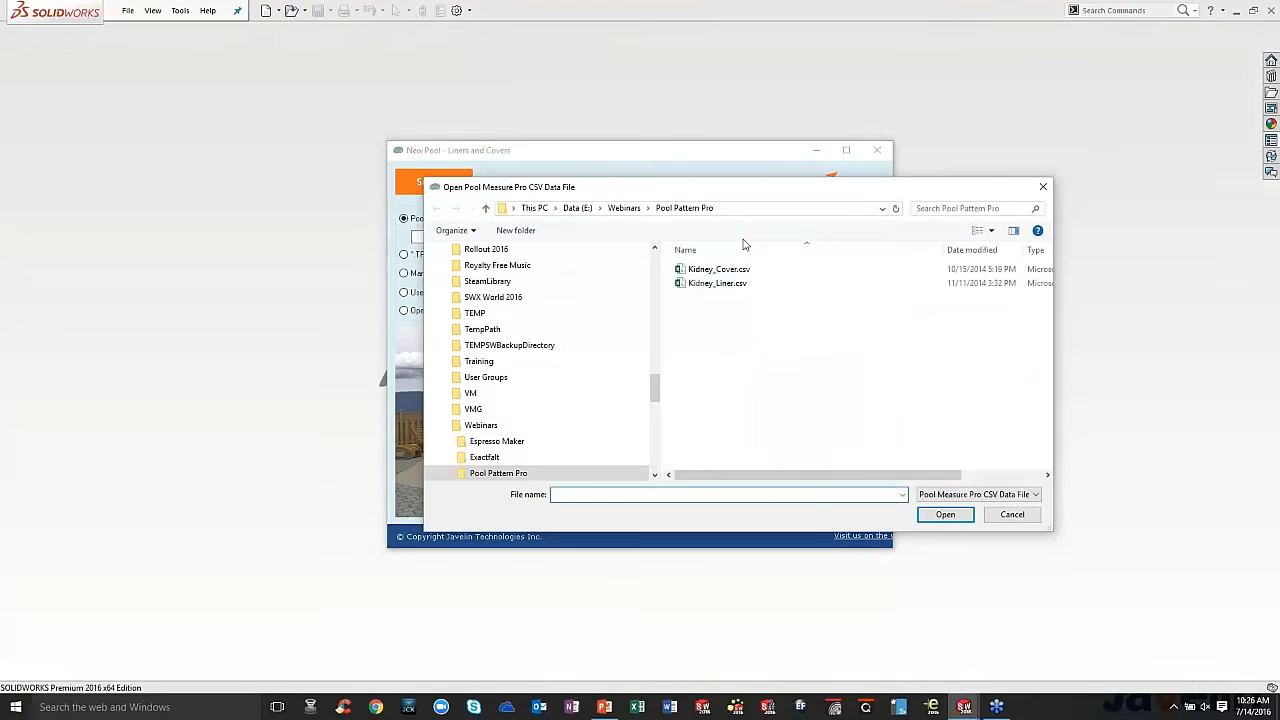 SOLIDWORKS
File View Tools Help
Search Commands
New Pool - Liners and Covers
Open Pool Measure Pro CSV Data File
This PC > Data (E:) > Webinars > Pool Pattern Pro
Search Pool Pattern Pro
Organize
New folder
Name
Date modified
Type
Rollout 2016
Royalty Free Music
SteamLibrary
SWX World 2016
TEMP
TempPath
TEMPSWBackupDirectory
Training
User Groups
VM
VMG
Webinars
Espresso Maker
Exactfalt
Pool Pattern Pro
Kidney_Cover.csv
10/15/2014 5:19 PM
Kidney_Liner.csv
11/11/2014 3:32 PM
File name:
Pool Measure Pro CSV Data File
Open
Cancel
© Copyright Javelin Technologies Inc.
Visit us on the
SOLIDWORKS Premium 2016 x64 Edition
Search the web and Windows
10:26 AM
7/14/2016